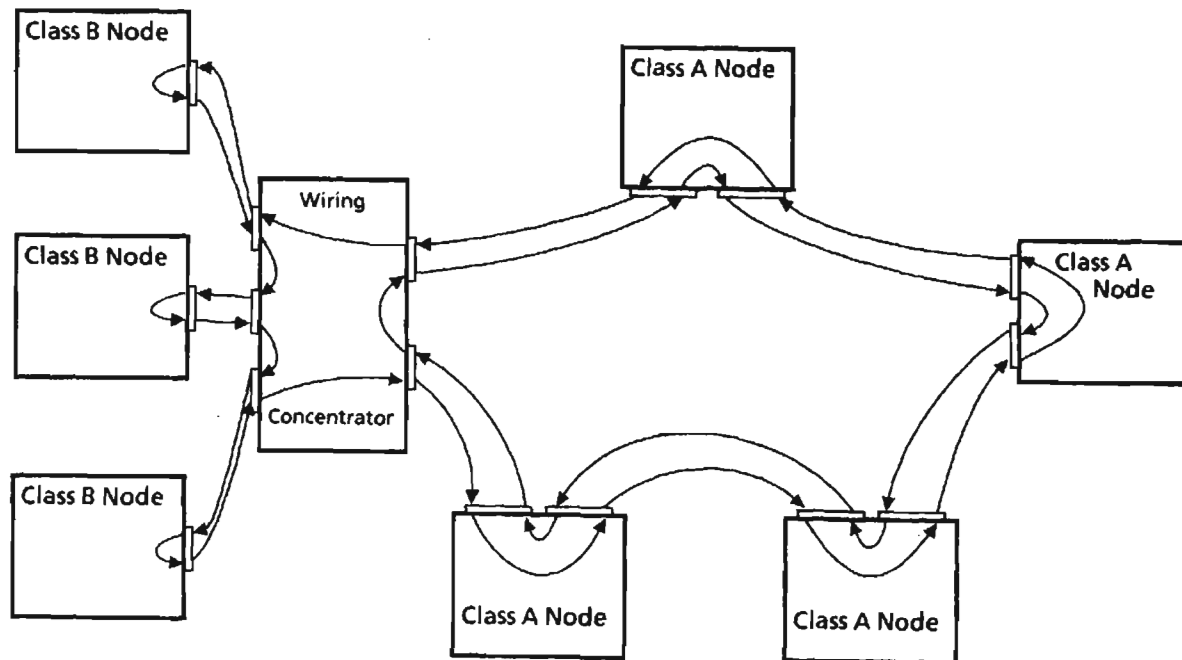 Class B Node
Class A Node
Wiring
Class B Node
Class A
Node
Concentrator
Class B Node
Class A Node
Class A Node